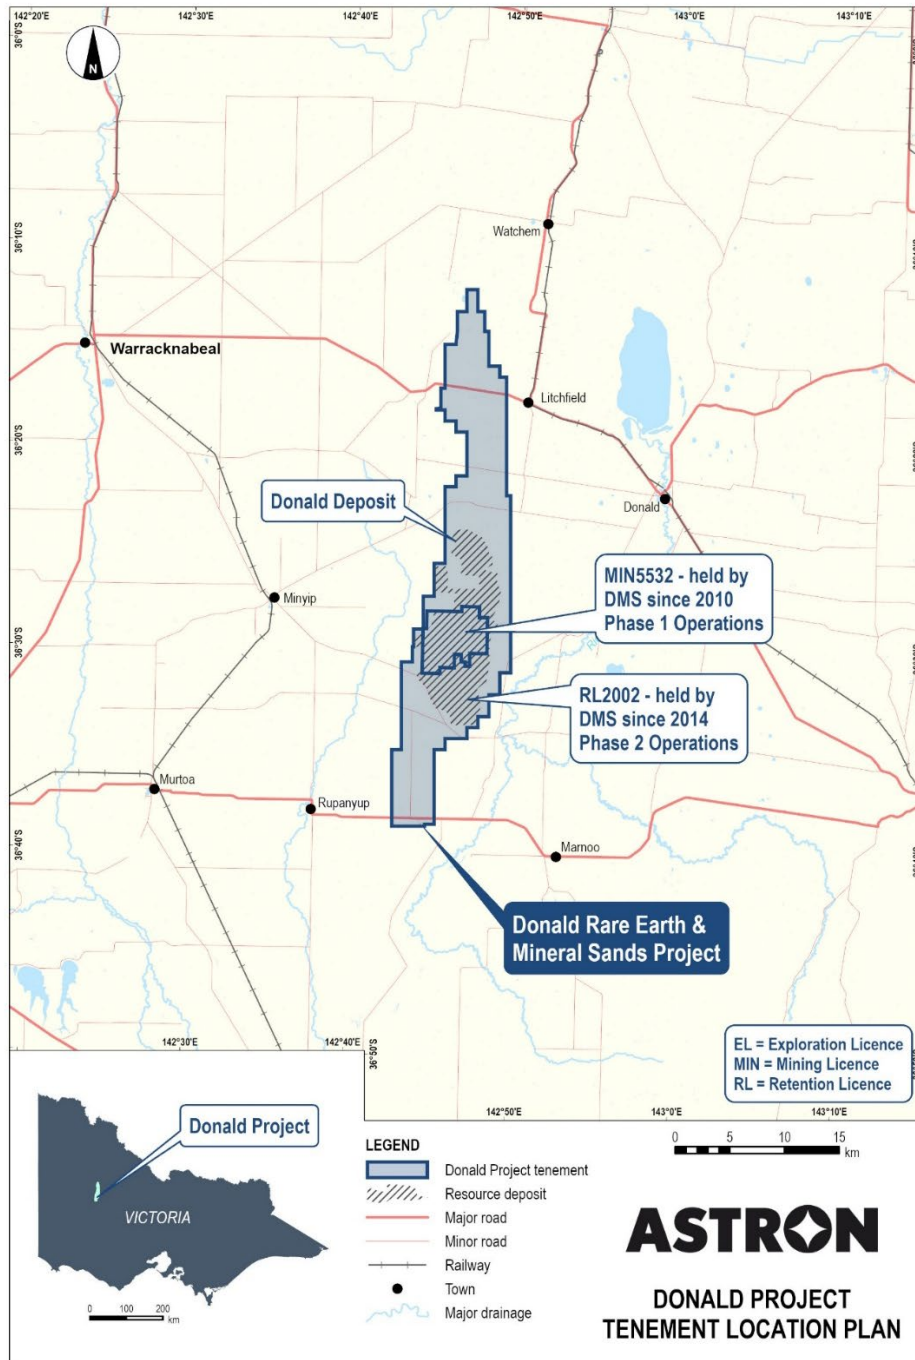 142°20'E
142°30'E
142°40'E
142°50'E
143°0'E
143°10'E
36°0'S
N
Watchem
36°10'S
Warracknabeal
Litchfield
36°20'S
Donald Deposit
Donald
MIN5532 - held by
DMS since 2010
Phase 1 Operations
Minyip
36°30'S
RL2002 - held by
DMS since 2014
Phase 2 Operations
Murtoa
Rupanyup
36°40'S
Marnoo
Donald Rare Earth &
Mineral Sands Project
142°30'E
142°40'E
36°50'S
EL = Exploration Licence
MIN = Mining Licence
RL = Retention Licence
142°50'E
143°0'E
143°10'E
Donald Project
VICTORIA
0 100 200
km
LEGEND
Donald Project tenement
Resource deposit
Major road
Minor road
Railway
Town
Major drainage
0 5 10 15
km
ASTRON
DONALD PROJECT
TENEMENT LOCATION PLAN